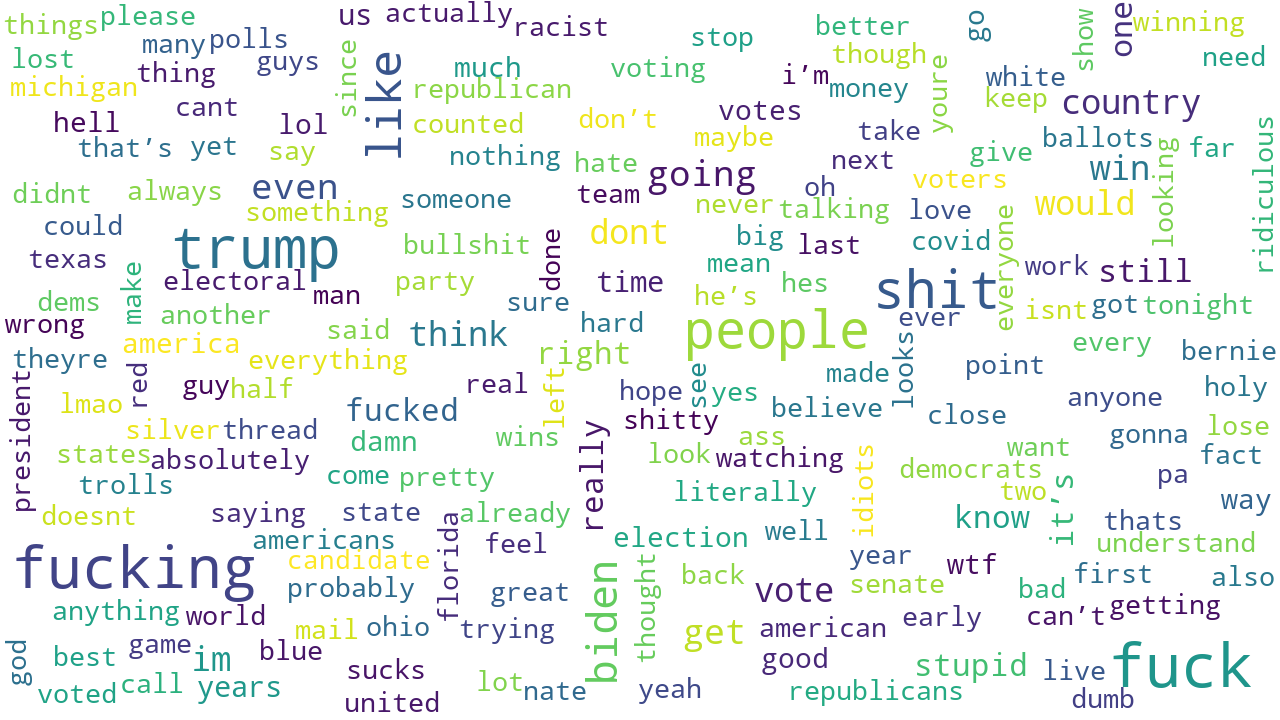 things
please
many
polls
us
actually
racist
stop
better
go
show
one
winning
need
lost
michigan
thing
guys
since
like
much
republican
voting
i'm
though
money
youre
white
keep
country
hell
cant
lol
counted
don't
votes
maybe
take
ballots
far
ridiculous
that's
yet
say
nothing
hate
going
next
give
win
looking
didnt
always
even
someone
team
oh
voters
would
could
something
never
talking
love
texas
trump
bullshit
done
dont
big
last
covid
everyone
work
still
dems
make
electoral
man
party
sure
time
mean
he's
hes
shit
ever
isnt
got
tonight
wrong
another
said
think
hard
people
looks
every
bernie
theyre
america
everything
right
point
holy
president
red
guy
half
real
left
hope
see
yes
made
anyone
lmao
silver
thread
fucked
shitty
believe
close
gonna
lose
states
absolutely
damn
wins
really
look
ass
watching
idiots
democrats
want
fact
trolls
come
pretty
literally
two
pa
way
doesnt
saying
state
already
election
well
know
it's
thats
understand
fucking
americans
candidate
florida
feel
biden
thought
back
year
wtf
first
also
probably
great
vote
senate
bad
anything
world
mail
ohio
trying
get
american
early
can't
getting
god
best
game
im
blue
sucks
good
stupid
live
fuck
voted
call
years
united
lot
nate
yeah
republicans
dumb